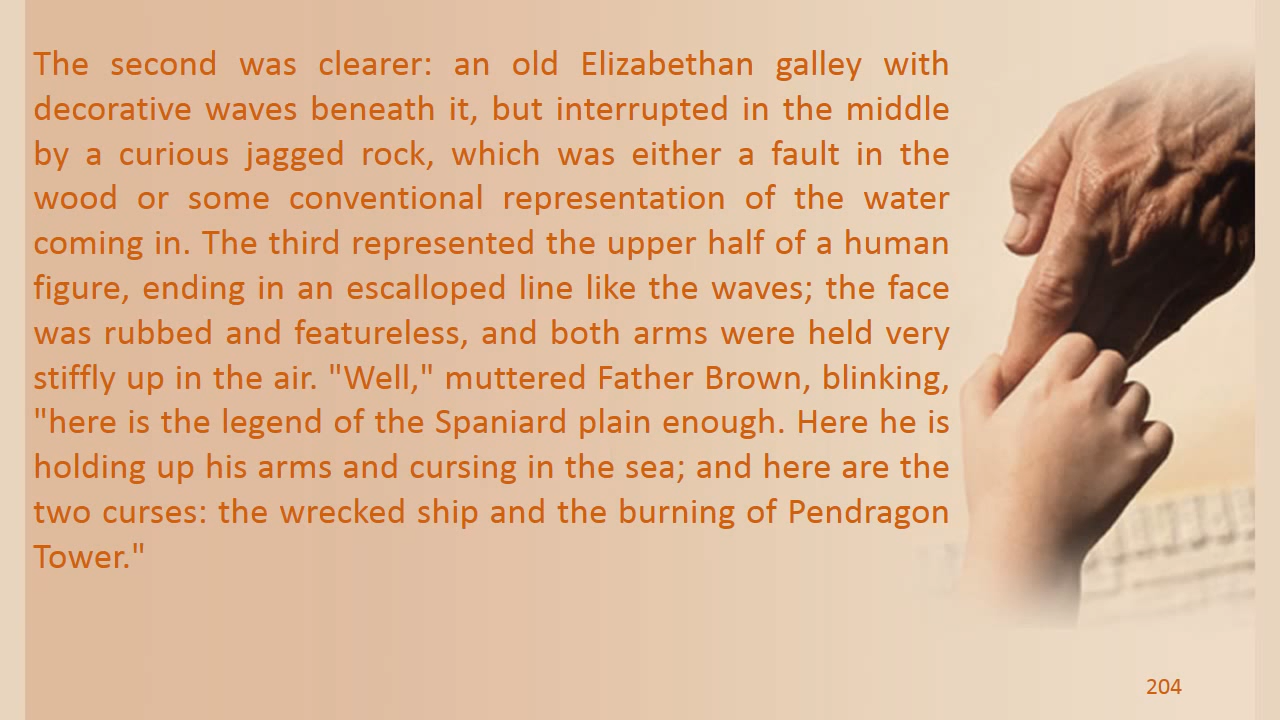 The second was clearer: an old Elizabethan galley with
decorative waves beneath it, but interrupted in the middle
by a curious jagged rock, which was either a fault in the
wood or some conventional representation of the water
coming in. The third represented the upper half of a human
figure, ending in an escalloped line like the waves; the face
was rubbed and featureless, and both arms were held very
stiffly up in the air. "Well," muttered Father Brown, blinking,
"here is the legend of the Spaniard plain enough. Here he is
holding up his arms and cursing in the sea; and here are the
two curses: the wrecked ship and the burning of Pendragon
Tower."
204